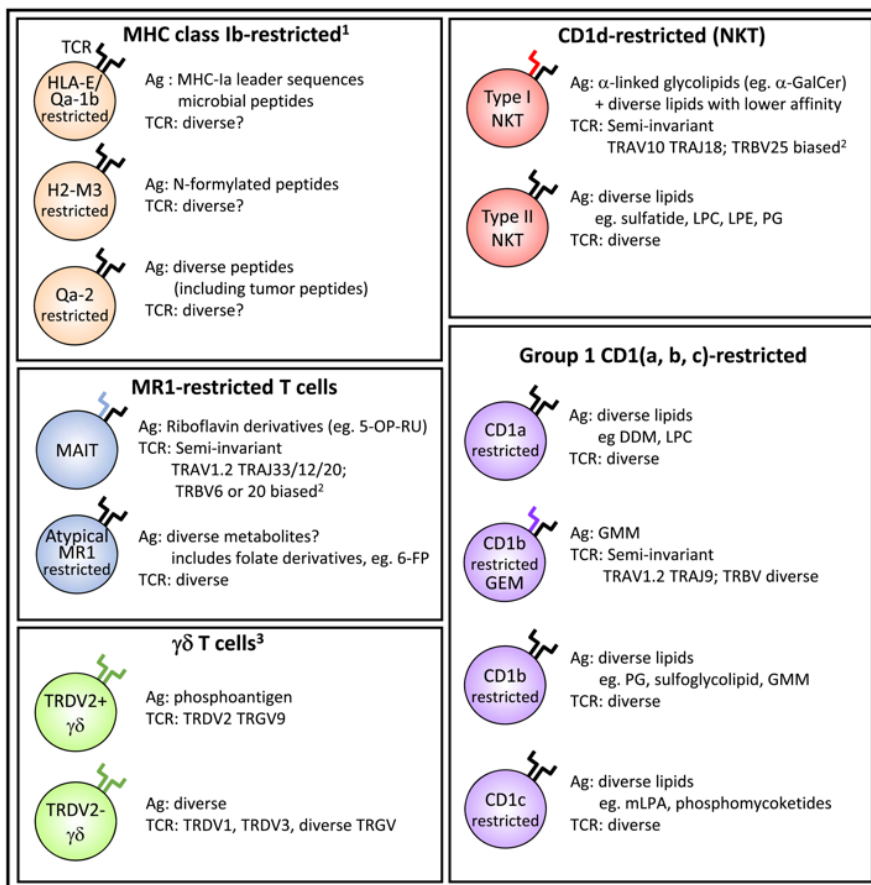 MHC class Ib-restricted¹
TCR
HLA-E/
Qa-1b
restricted
Ag : MHC-Ia leader sequences
microbial peptides
TCR: diverse?
H2-M3
restricted
Ag: N-formylated peptides
TCR: diverse?
Qa-2
restricted
Ag: diverse peptides
(including tumor peptides)
TCR: diverse?
MR1-restricted T cells
MAIT
Ag: Riboflavin derivatives (eg. 5-OP-RU)
TCR: Semi-invariant
TRAV1.2 TRAJ33/12/20;
TRBV6 or 20 biased²
Atypical
MR1
restricted
Ag: diverse metabolites?
includes folate derivatives, eg. 6-FP
TCR: diverse
γδ T cells³
TRDV2+
γδ
Ag: phosphoantigen
TCR: TRDV2 TRGV9
TRDV2-
γδ
Ag: diverse
TCR: TRDV1, TRDV3, diverse TRGV
CD1d-restricted (NKT)
Type I
NKT
Ag: α-linked glycolipids (eg. α-GalCer)
+ diverse lipids with lower affinity
TCR: Semi-invariant
TRAV10 TRAJ18; TRBV25 biased²
Type II
NKT
Ag: diverse lipids
eg. sulfatide, LPC, LPE, PG
TCR: diverse
Group 1 CD1(a, b, c)-restricted
CD1a
restricted
Ag: diverse lipids
eg DDM, LPC
TCR: diverse
CD1b
restricted
GEM
Ag: GMM
TCR: Semi-invariant
TRAV1.2 TRAJ9; TRBV diverse
CD1b
restricted
Ag: diverse lipids
eg. PG, sulfoglycolipid, GMM
TCR: diverse
CD1c
restricted
Ag: diverse lipids
eg. mLPA, phosphomycoketides
TCR: diverse